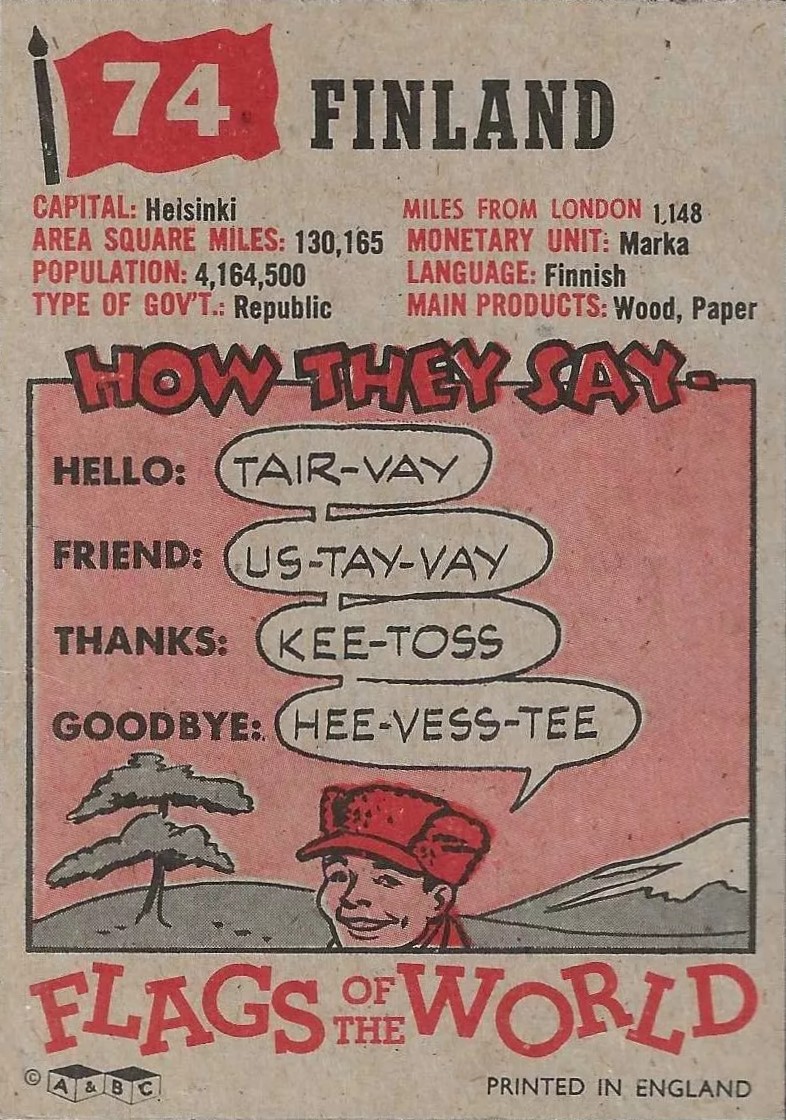 74 FINLAND
CAPITAL: Helsinki
AREA SQUARE MILES: 130,165
POPULATION: 4,164,500
TYPE OF GOV'T.: Republic
MILES FROM LONDON 1,148
MONETARY UNIT: Marka
LANGUAGE: Finnish
MAIN PRODUCTS: Wood, Paper
HOW THEY SAY-
HELLO: TAIR-VAY
FRIEND: US-TAY-VAY
THANKS: KEE-TOSS
GOODBYE: HEE-VESS-TEE
FLAGS OF THE WORLD
© A & B C
PRINTED IN ENGLAND